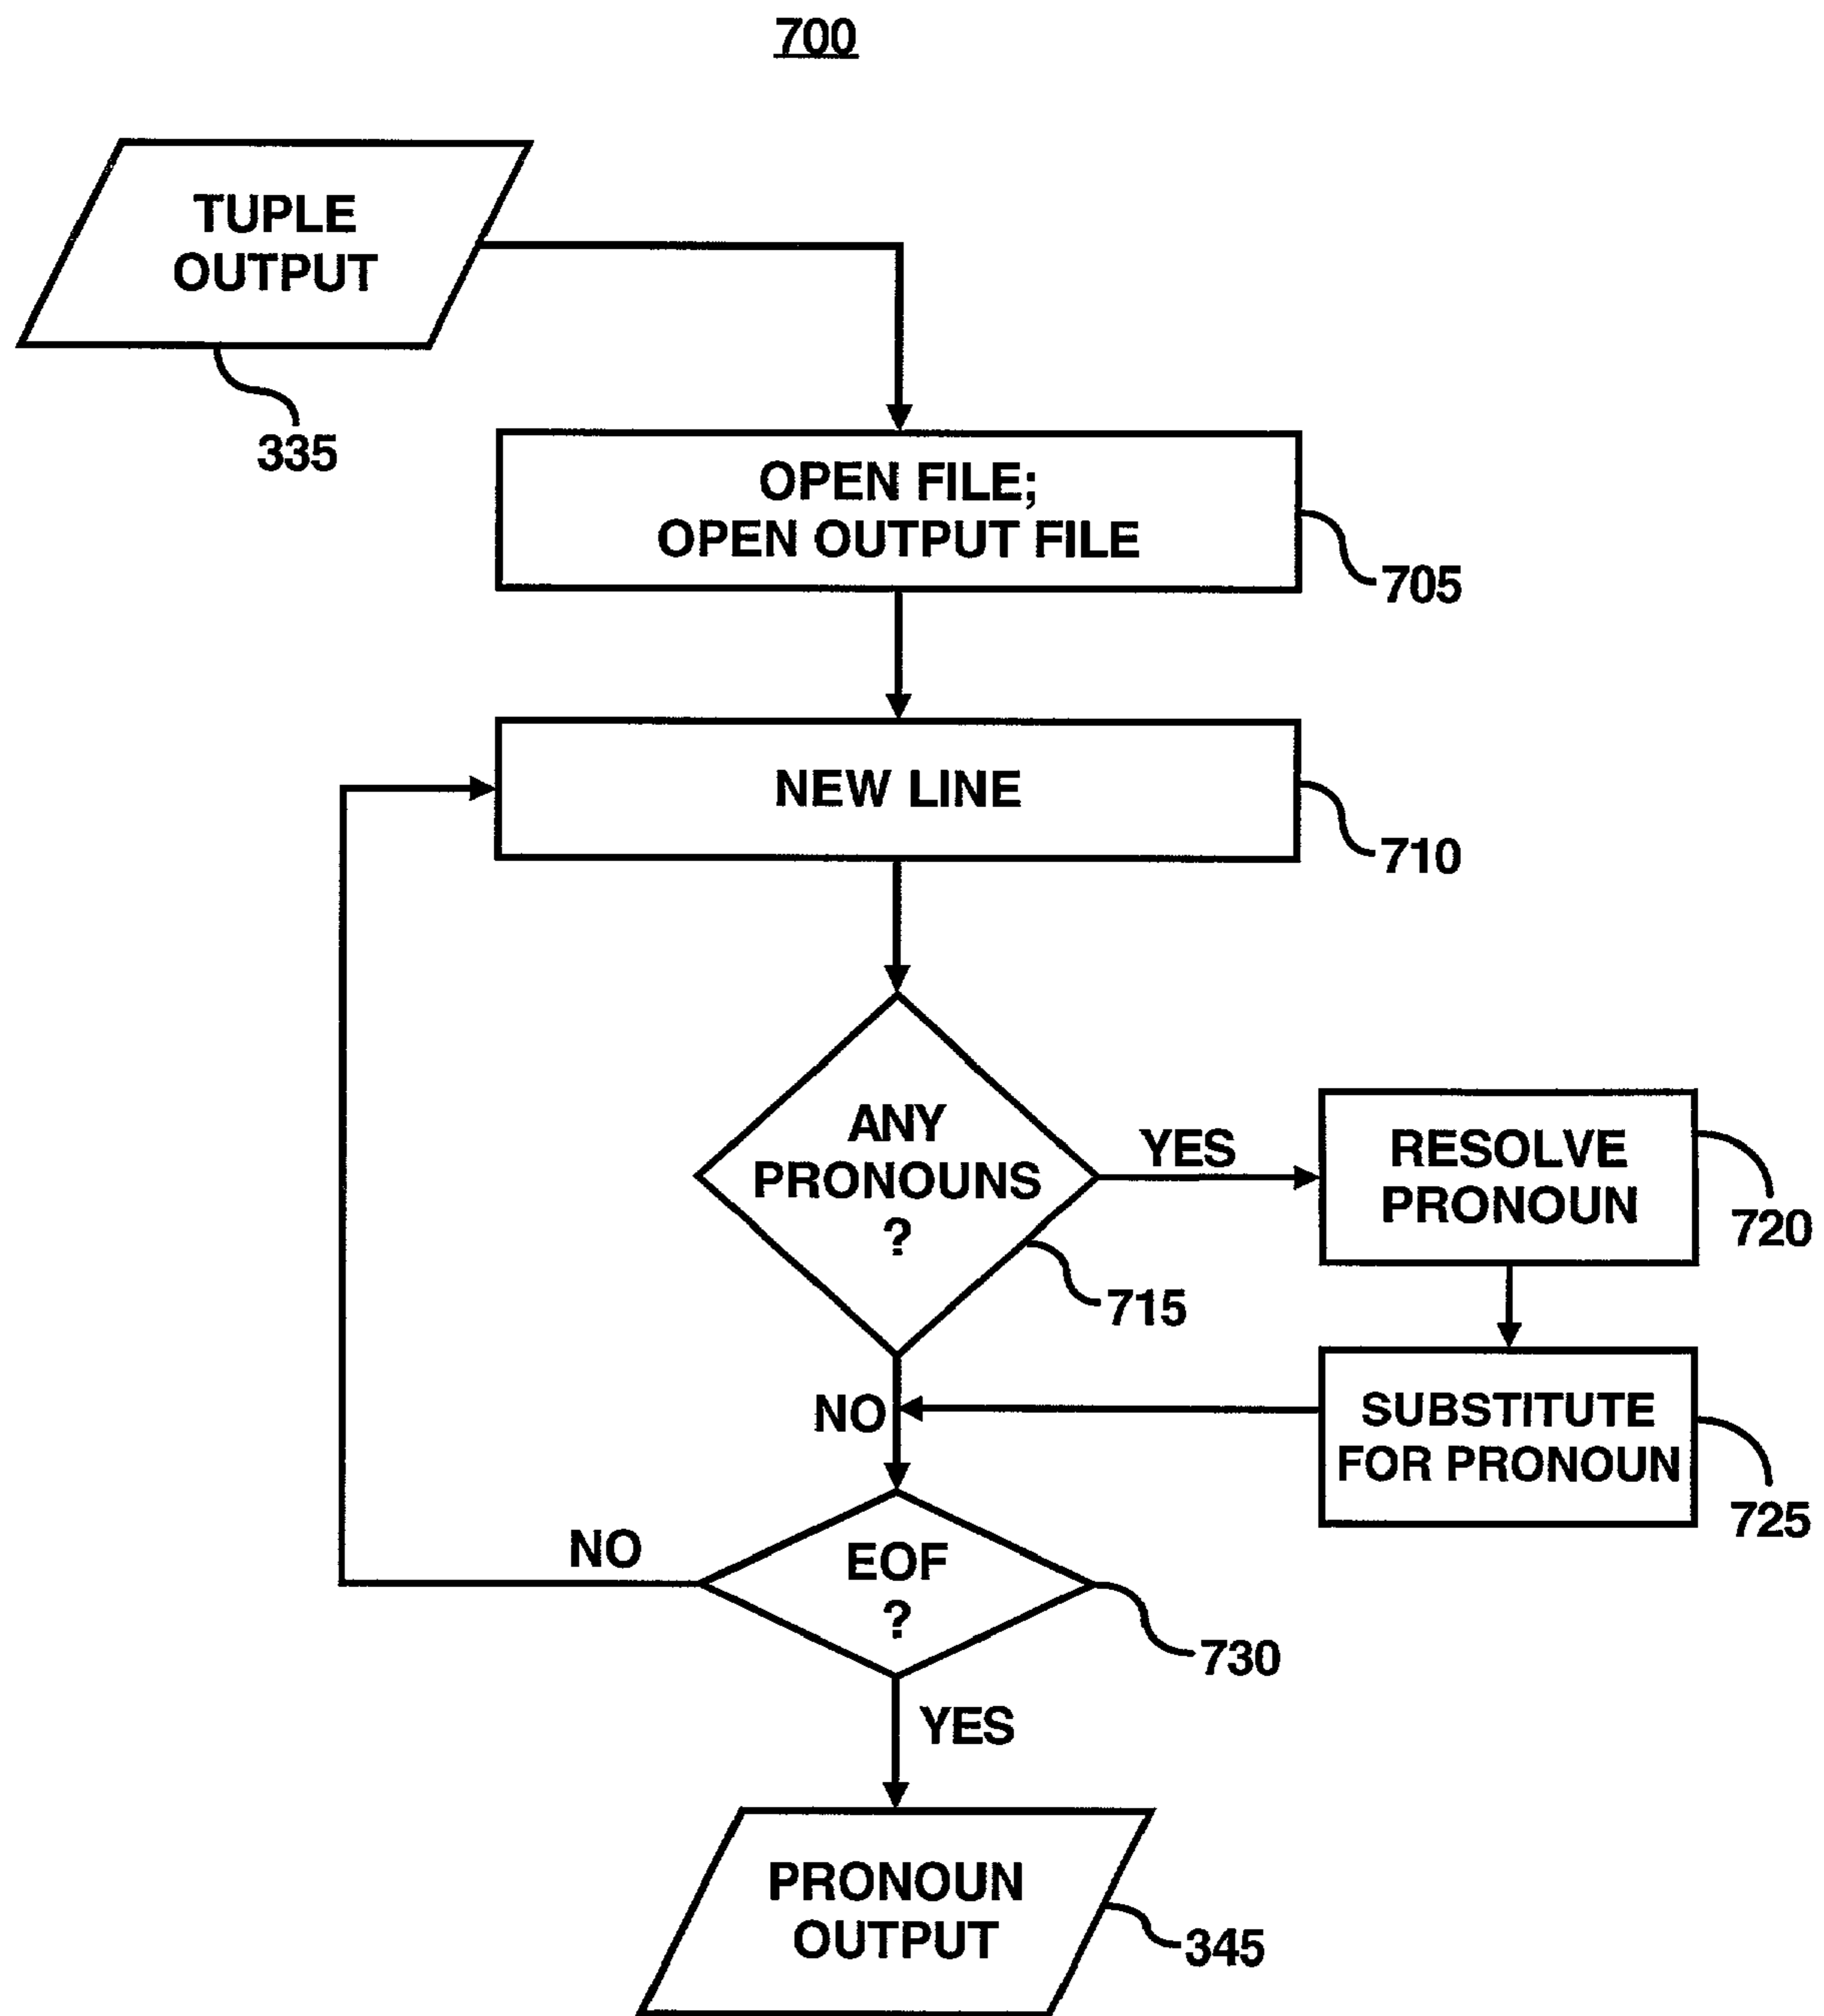 700
TUPLE
OUTPUT
335
OPEN FILE;
OPEN OUTPUT FILE
705
NEW LINE
710
ANY
PRONOUNS
?
715
YES
RESOLVE
PRONOUN
720
SUBSTITUTE
FOR PRONOUN
725
NO
EOF
?
730
NO
YES
PRONOUN
OUTPUT
345